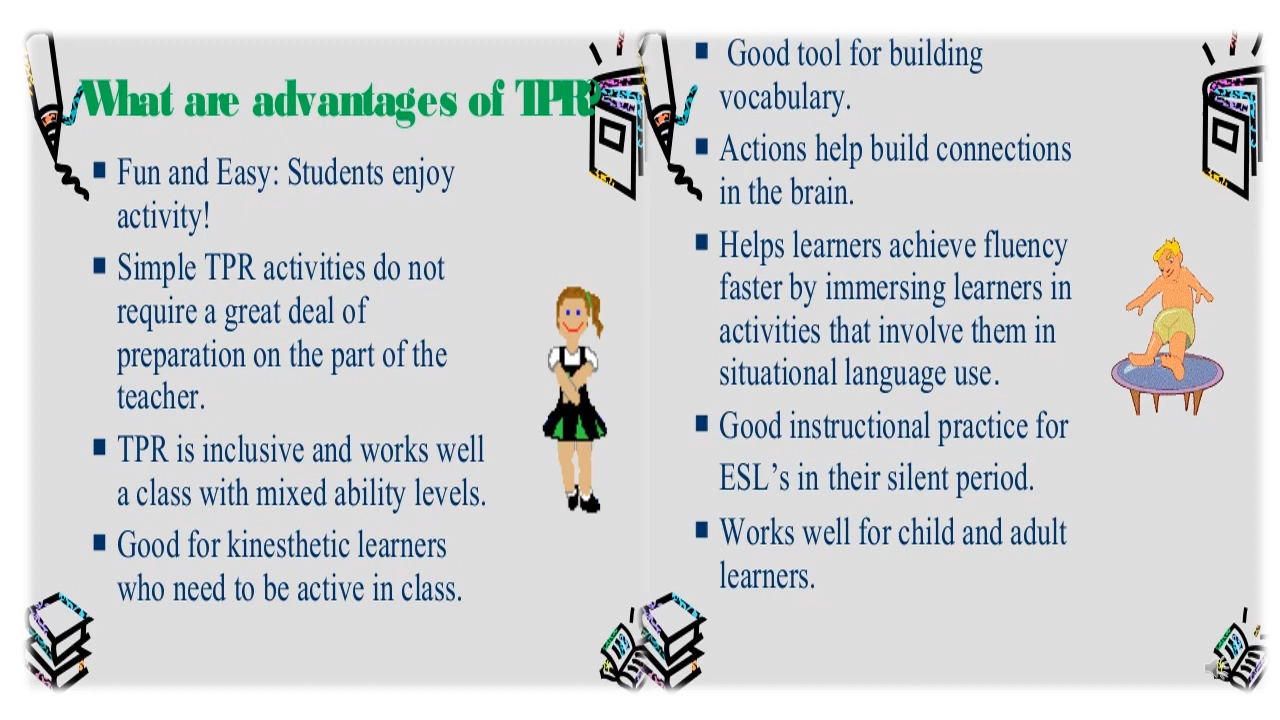 What are advantages of TPR?
Fun and Easy: Students enjoy
activity!
Simple TPR activities do not
require a great deal of
preparation on the part of the
teacher.
TPR is inclusive and works well
a class with mixed ability levels.
Good for kinesthetic learners
who need to be active in class.
Good tool for building
vocabulary.
Actions help build connections
in the brain.
Helps learners achieve fluency
faster by immersing learners in
activities that involve them in
situational language use.
Good instructional practice for
ESL’s in their silent period.
Works well for child and adult
learners.